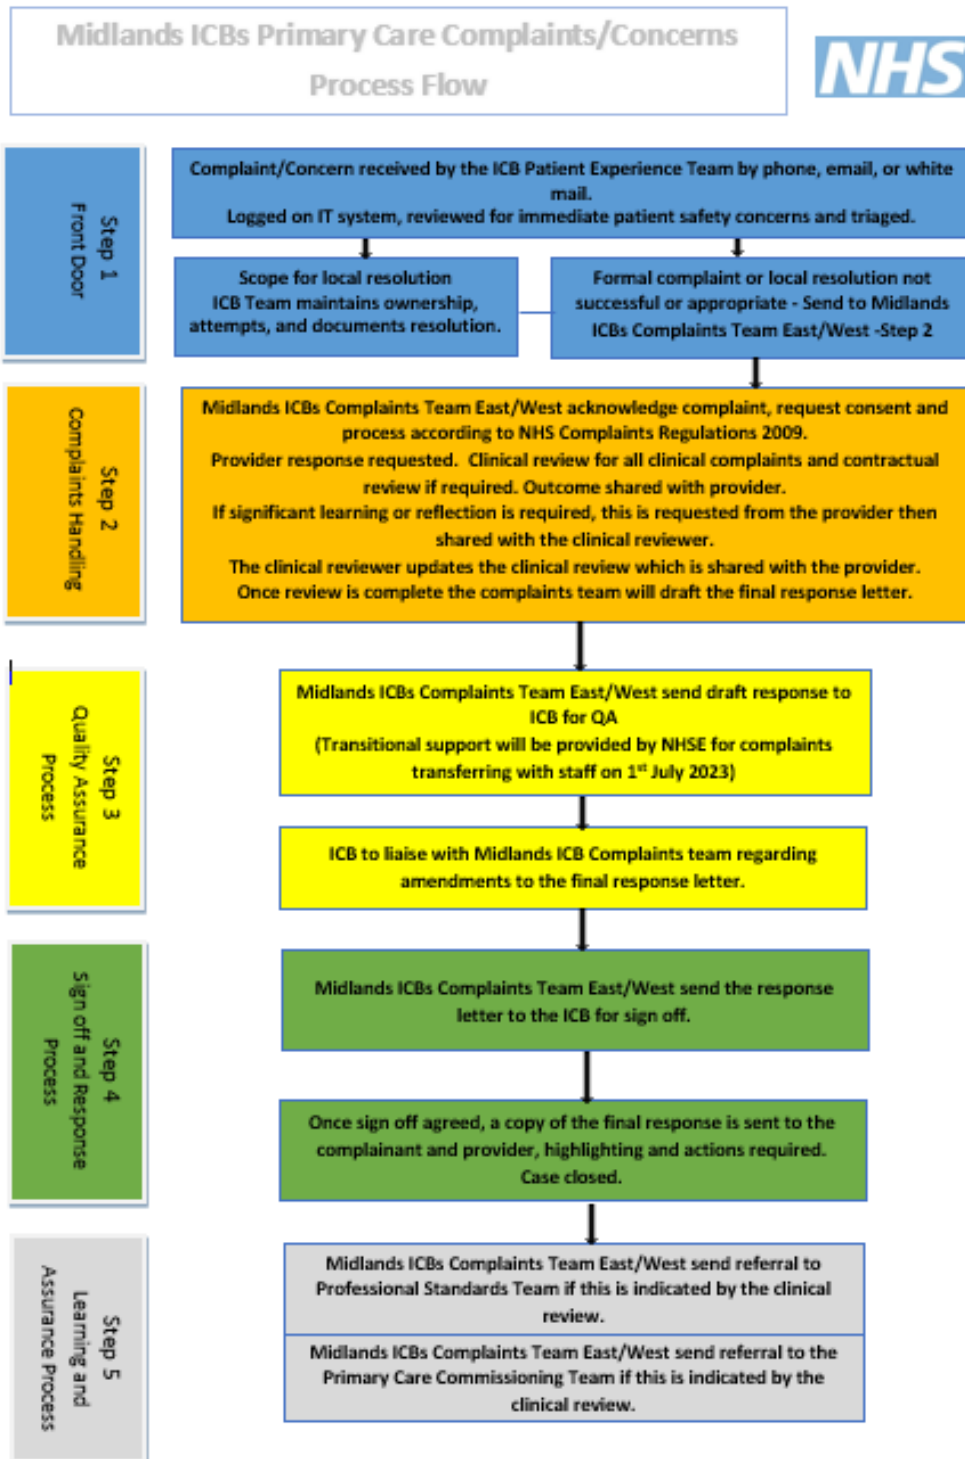 Midlands ICBs Primary Care Complaints/Concerns
Process Flow
NHS
Step 1
Front Door
Complaint/Concern received by the ICB Patient Experience Team by phone, email, or white
mail.
Logged on IT system, reviewed for immediate patient safety concerns and triaged.
Scope for local resolution
ICB Team maintains ownership,
attempts, and documents resolution.
Formal complaint or local resolution not
successful or appropriate - Send to Midlands
ICBs Complaints Team East/West -Step 2
Step 2
Complaints Handling
Midlands ICBs Complaints Team East/West acknowledge complaint, request consent and
process according to NHS Complaints Regulations 2009.
Provider response requested.  Clinical review for all clinical complaints and contractual
review if required. Outcome shared with provider.
If significant learning or reflection is required, this is requested from the provider then
shared with the clinical reviewer.
The clinical reviewer updates the clinical review which is shared with the provider.
Once review is complete the complaints team will draft the final response letter.
Step 3
Quality Assurance
Process
Midlands ICBs Complaints Team East/West send draft response to
ICB for QA
(Transitional support will be provided by NHSE for complaints
transferring with staff on 1st July 2023)
ICB to liaise with Midlands ICB Complaints team regarding
amendments to the final response letter.
Step 4
Sign off and Response
Process
Midlands ICBs Complaints Team East/West send the response
letter to the ICB for sign off.
Once sign off agreed, a copy of the final response is sent to the
complainant and provider, highlighting and actions required.
Case closed.
Step 5
Learning and
Assurance Process
Midlands ICBs Complaints Team East/West send referral to
Professional Standards Team if this is indicated by the clinical
review.
Midlands ICBs Complaints Team East/West send referral to the
Primary Care Commissioning Team if this is indicated by the
clinical review.